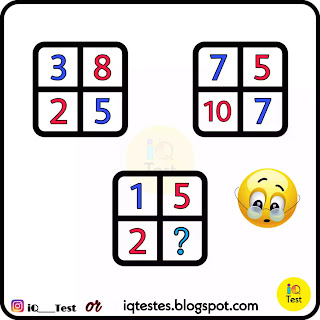 3 8 7 5
2 5 10 7
iQ
Test
1 5
2 ?
iQ
Test
iQ__Test or iqtestes.blogspot.com